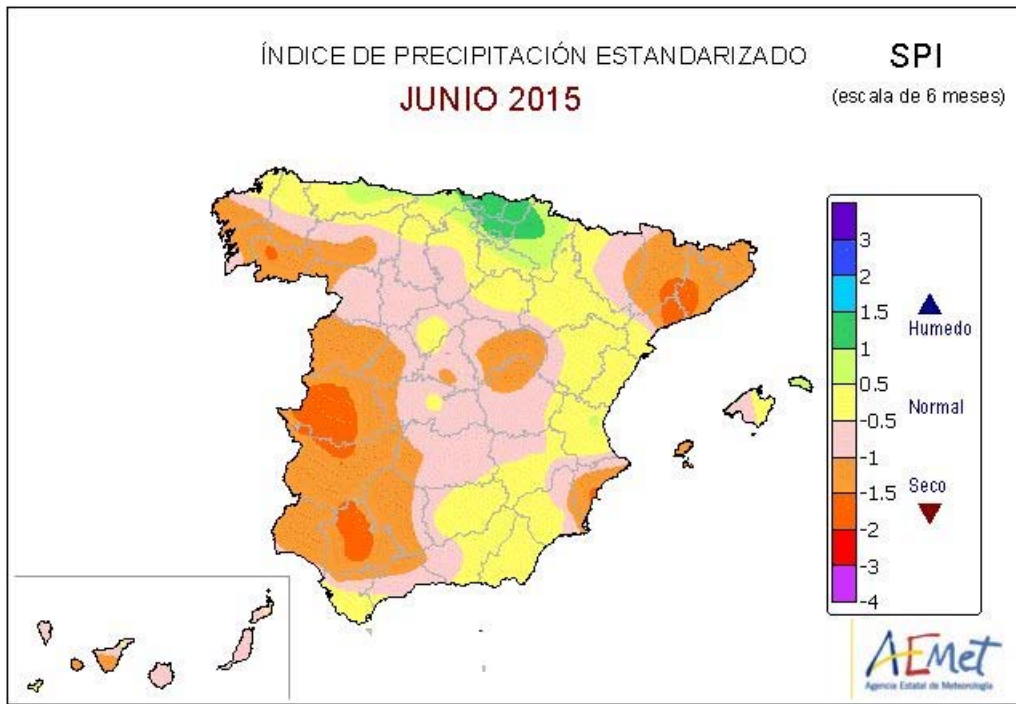 ÍNDICE DE PRECIPITACIÓN ESTANDARIZADO
SPI
JUNIO 2015
(escala de 6 meses)
3
2
1.5
1
0.5
-0.5
-1
-1.5
-2
-3
-4
Humedo
Normal
Seco
AEmet
Agencia Estatal de Meteorología